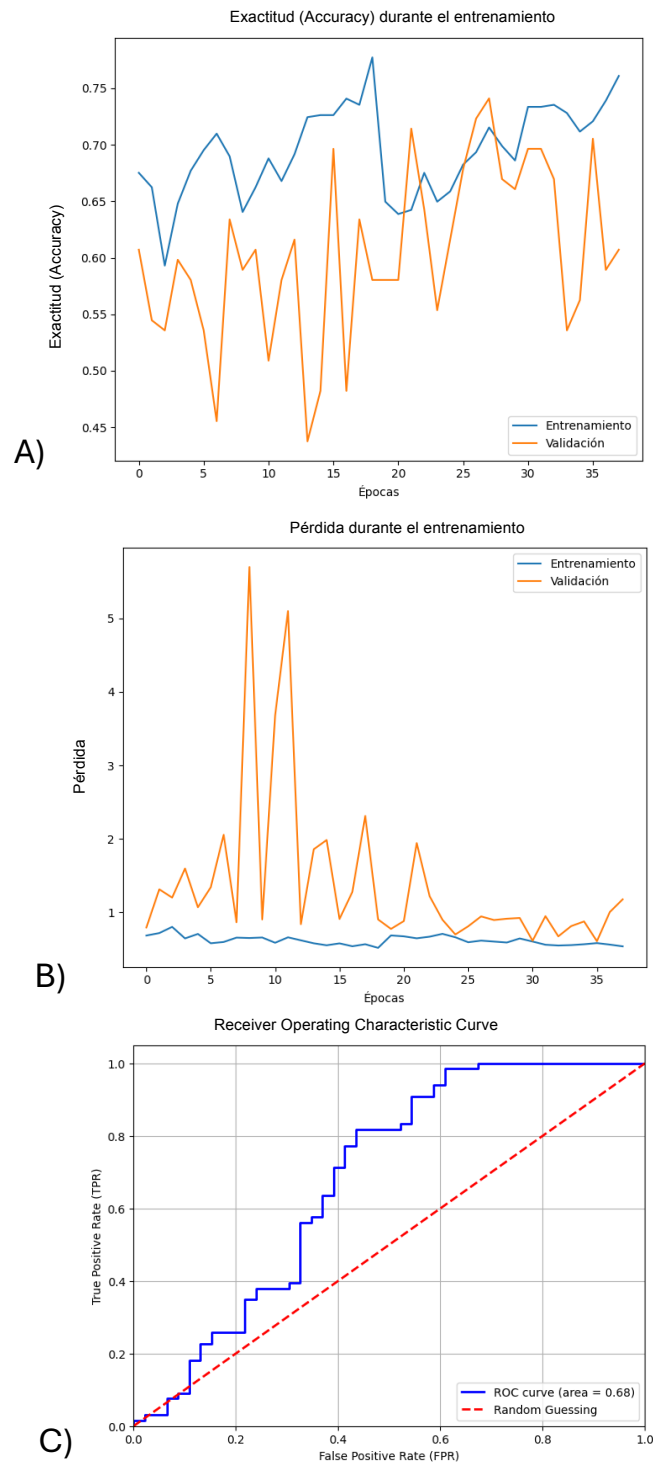 Exactitud (Accuracy) durante el entrenamiento
Exactitud (Accuracy)
0.75
0.70
0.65
0.60
0.55
0.50
0.45
Entrenamiento
Validación
0 5 10 15 20 25 30 35
Épocas
A)
Pérdida durante el entrenamiento
Pérdida
5
4
3
2
1
Entrenamiento
Validación
0 5 10 15 20 25 30 35
Épocas
B)
Receiver Operating Characteristic Curve
True Positive Rate (TPR)
1.0
0.8
0.6
0.4
0.2
0.0
ROC curve (area = 0.68)
Random Guessing
0.0 0.2 0.4 0.6 0.8 1.0
False Positive Rate (FPR)
C)